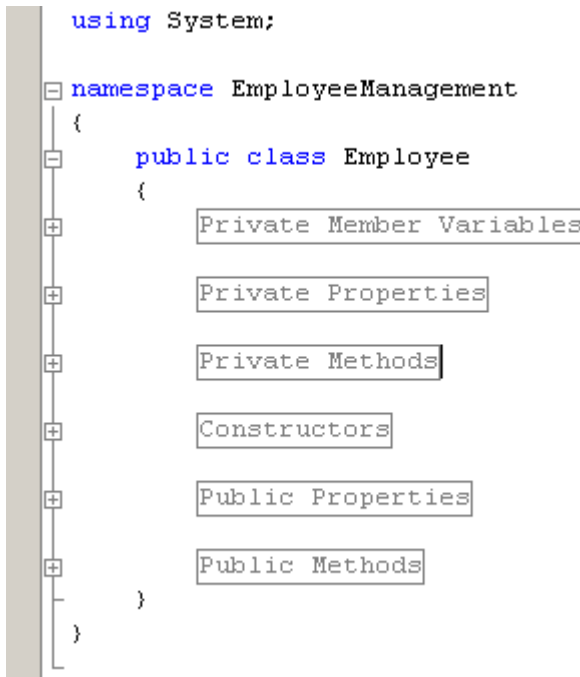 using System;
namespace EmployeeManagement
{
public class Employee
{
Private Member Variables
Private Properties
Private Methods
Constructors
Public Properties
Public Methods
}
}